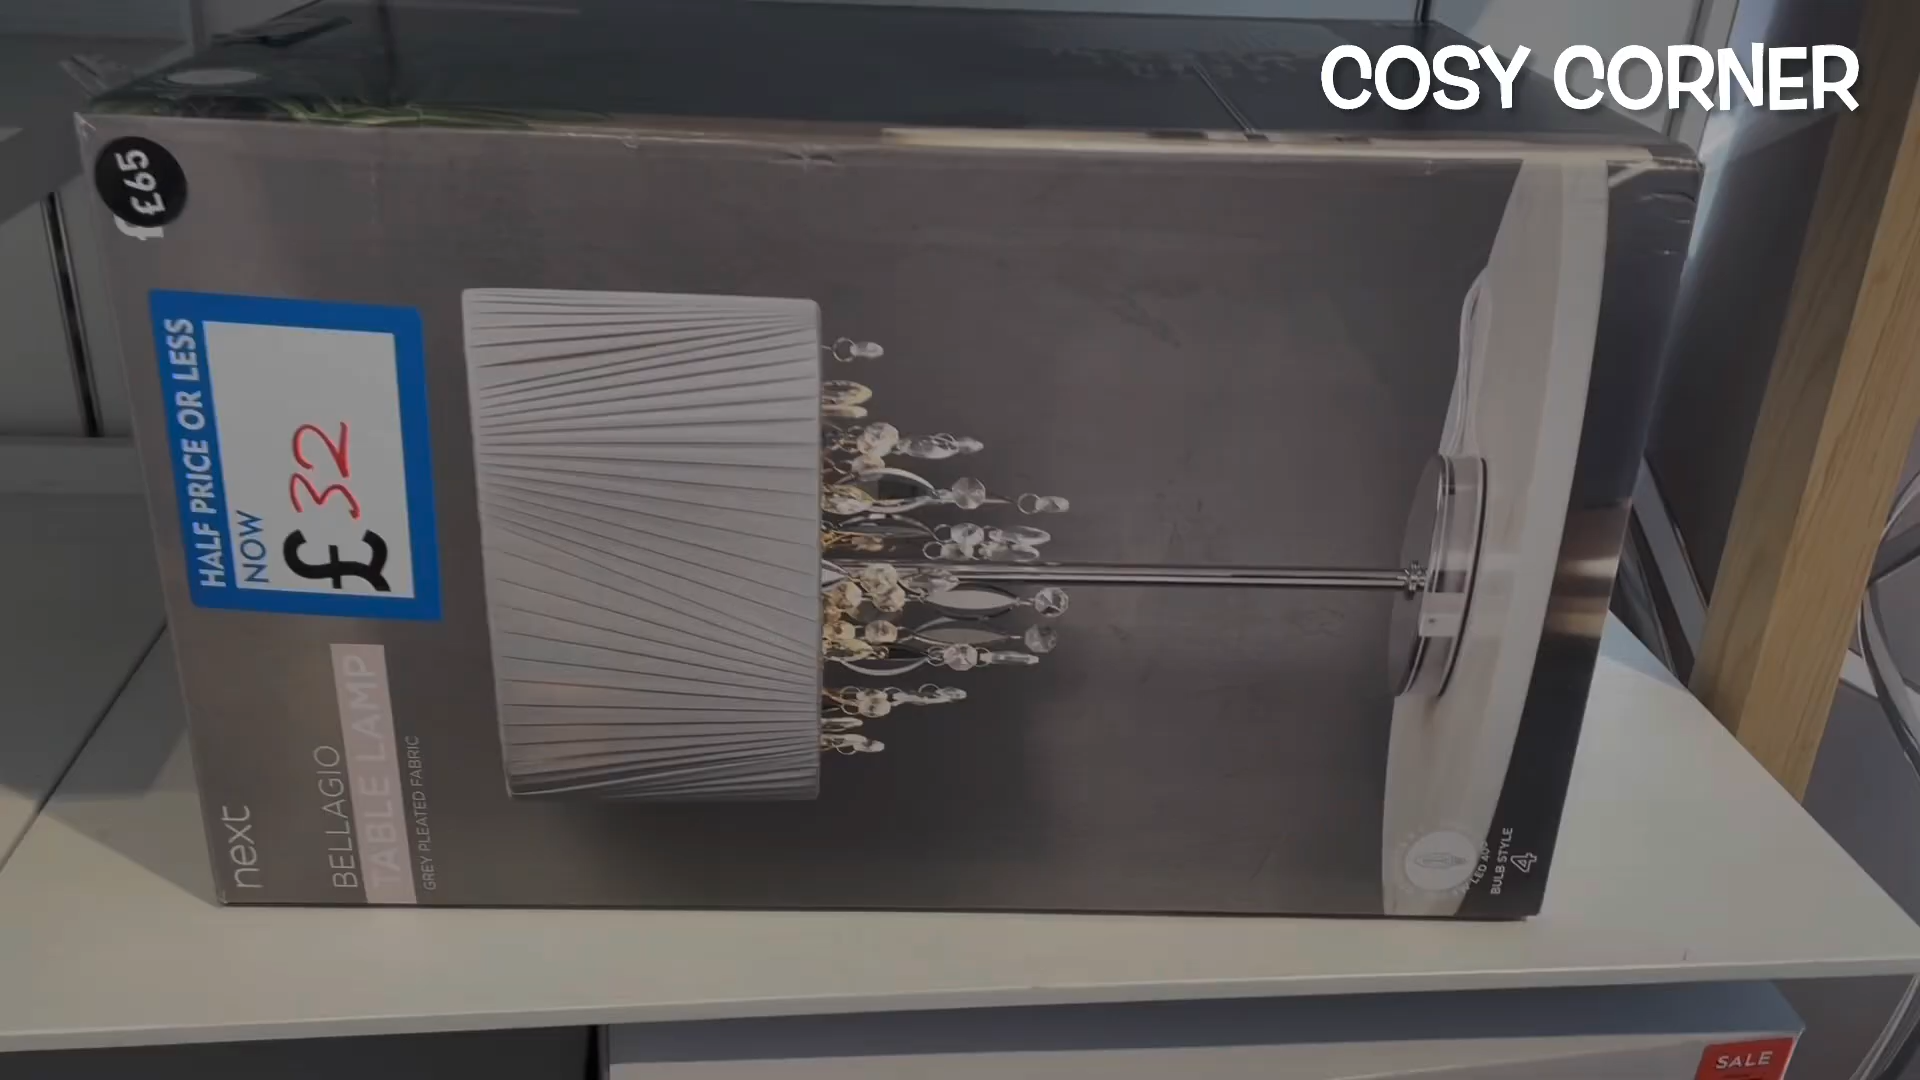 COSY CORNER
£65
HALF PRICE OR LESS
NOW
£32
next
BELLAGIO
TABLE LAMP
GREY PLEATED FABRIC
BULB STYLE
4
SALE